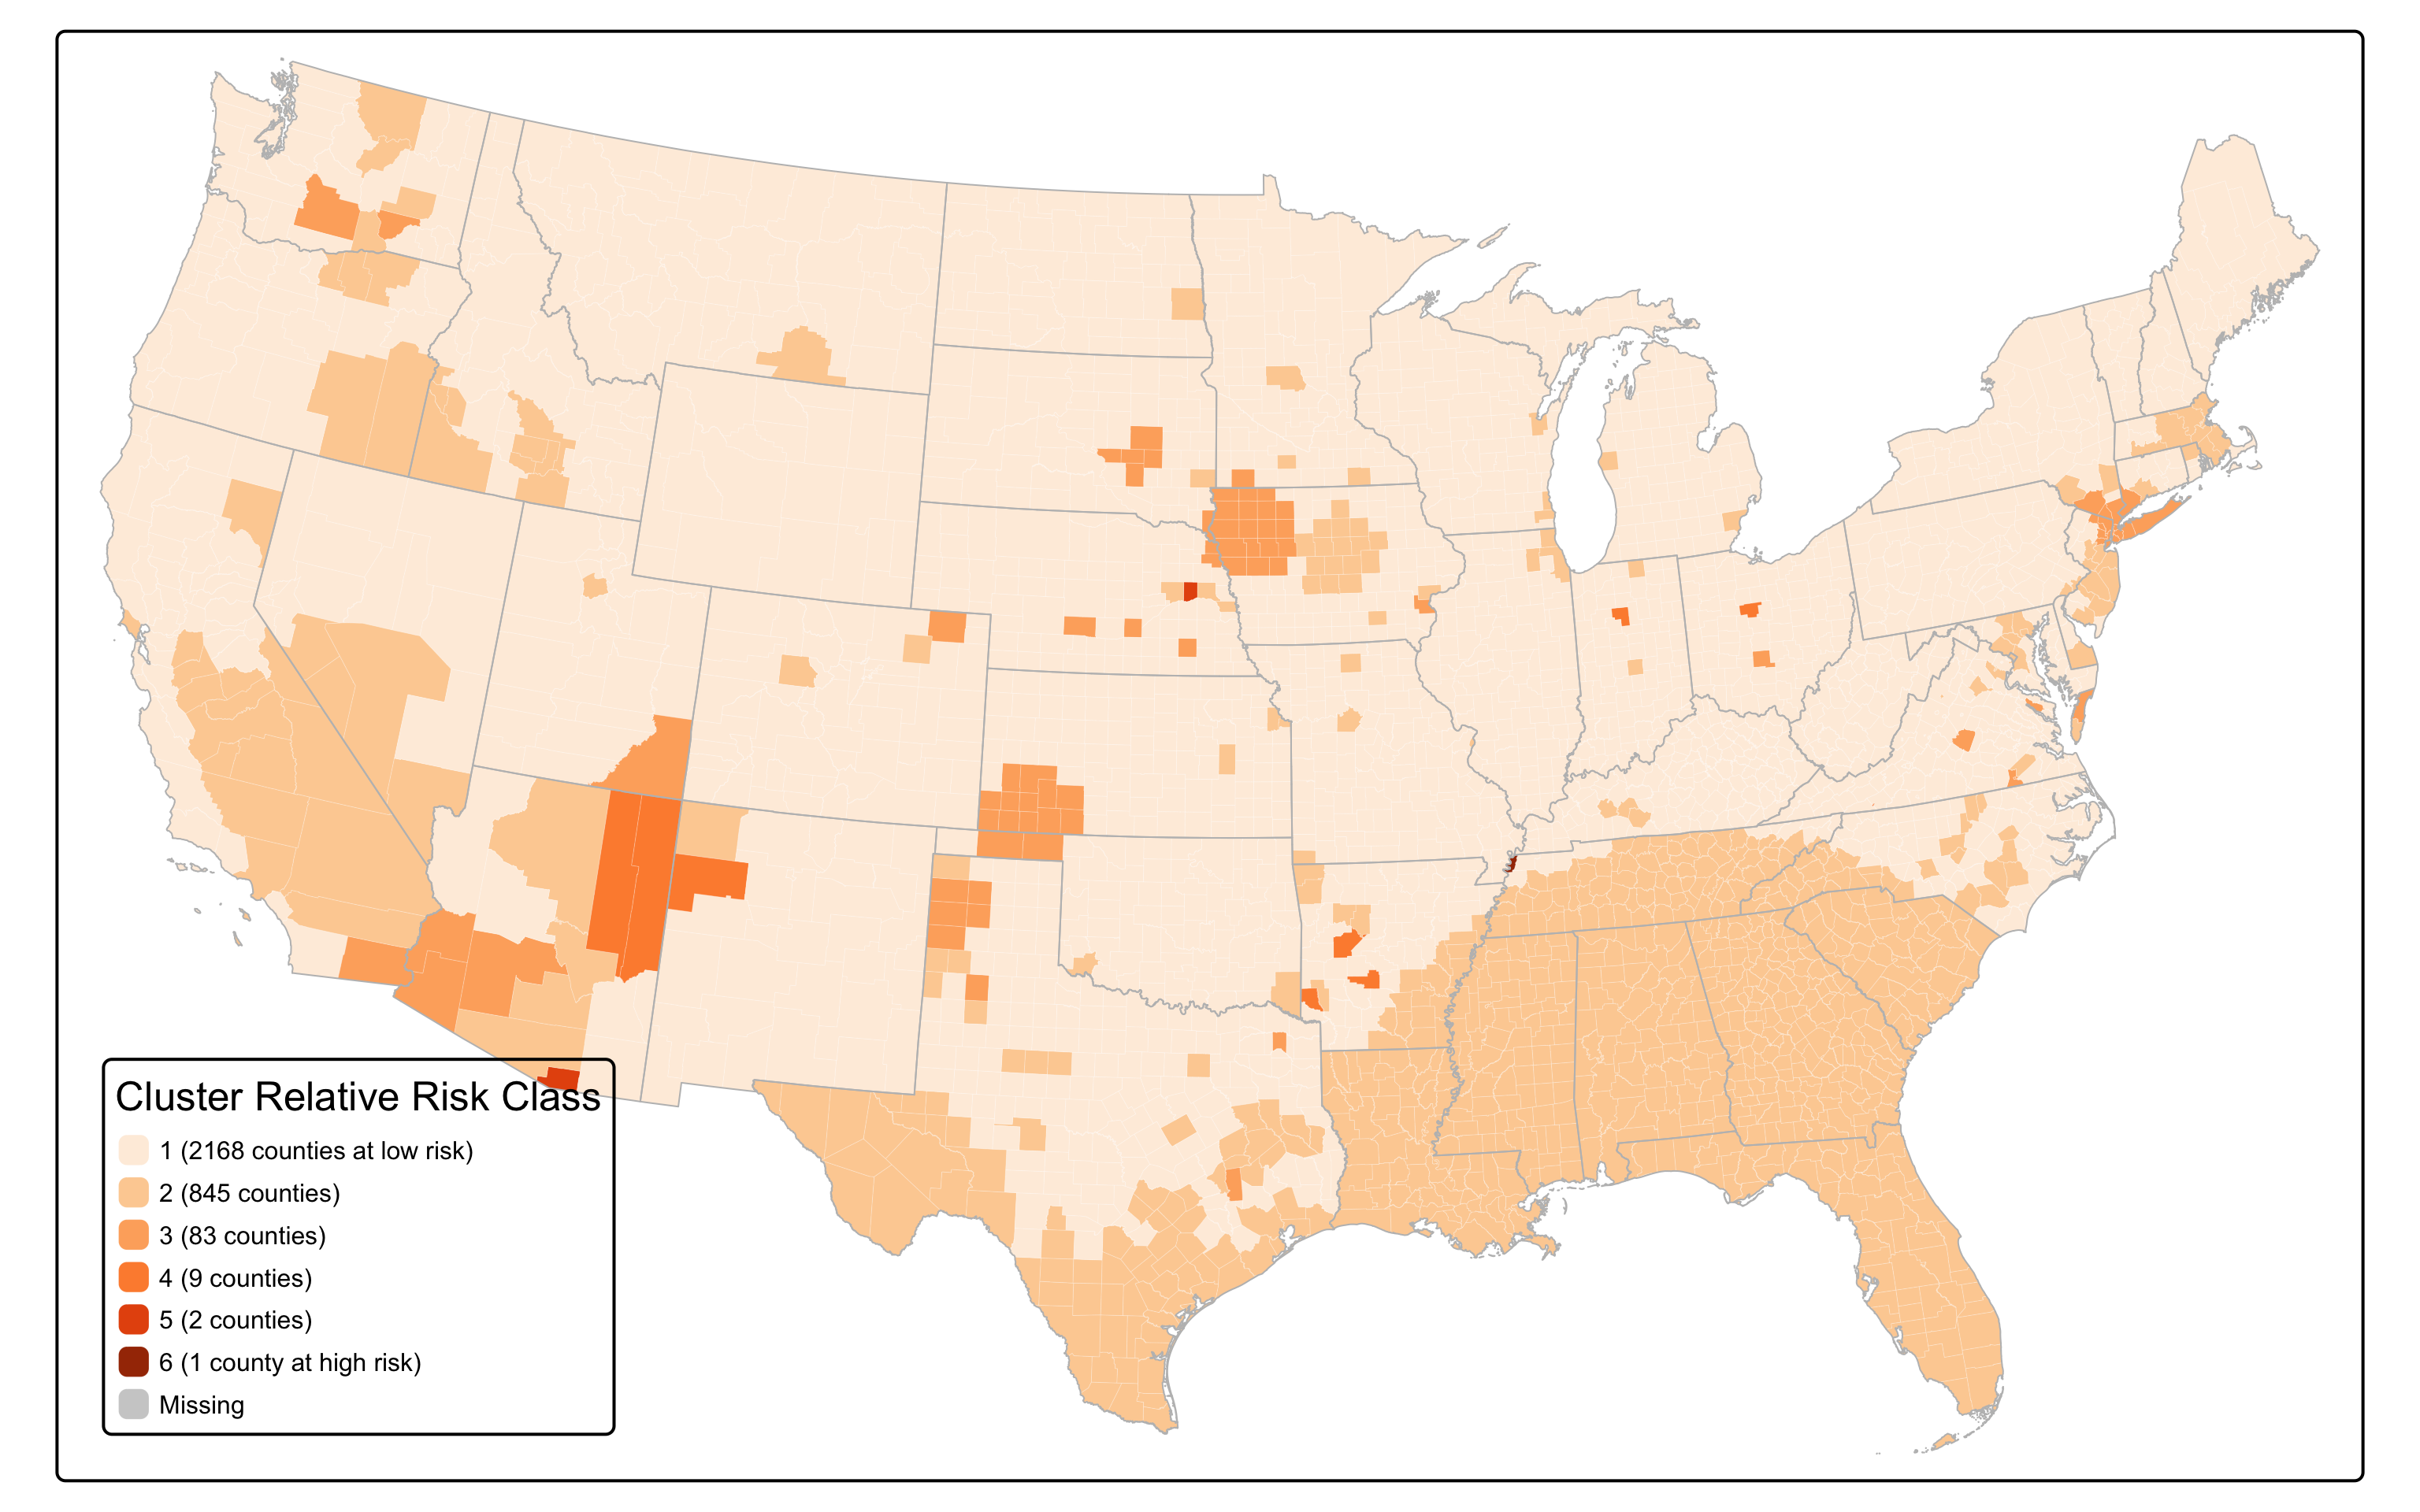 Cluster Relative Risk Class
1 (2168 counties at low risk)
2 (845 counties)
3 (83 counties)
4 (9 counties)
5 (2 counties)
6 (1 county at high risk)
Missing